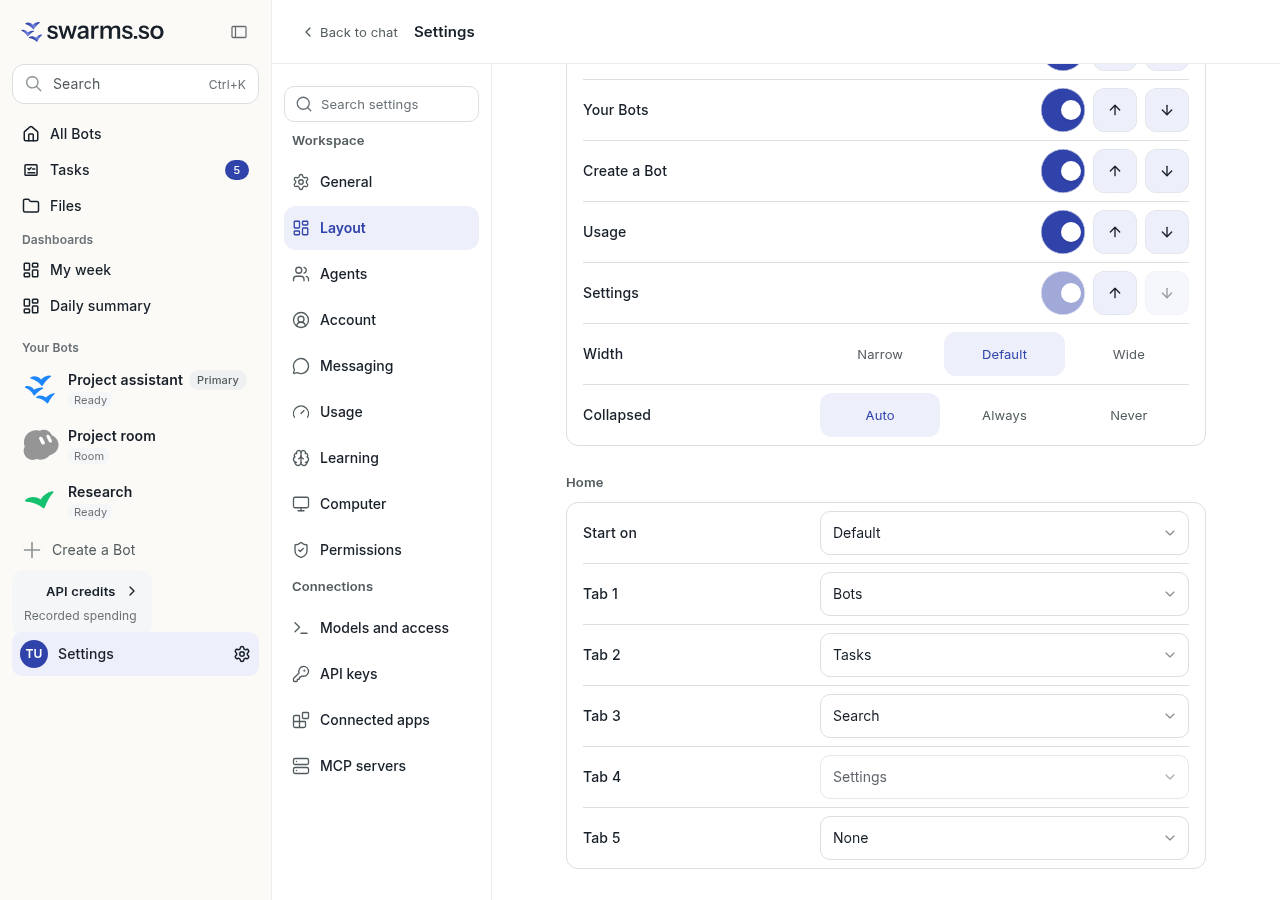 swarms.so
Search Ctrl+K
All Bots
Tasks 5
Files
Dashboards
My week
Daily summary
Your Bots
Project assistant Primary
Ready
Project room
Room
Research
Ready
Create a Bot
API credits
Recorded spending
TU Settings
Back to chat Settings
Search settings
Workspace
General
Layout
Agents
Account
Messaging
Usage
Learning
Computer
Permissions
Connections
Models and access
API keys
Connected apps
MCP servers
Your Bots
Create a Bot
Usage
Settings
Width Narrow Default Wide
Collapsed Auto Always Never
Home
Start on Default
Tab 1 Bots
Tab 2 Tasks
Tab 3 Search
Tab 4 Settings
Tab 5 None